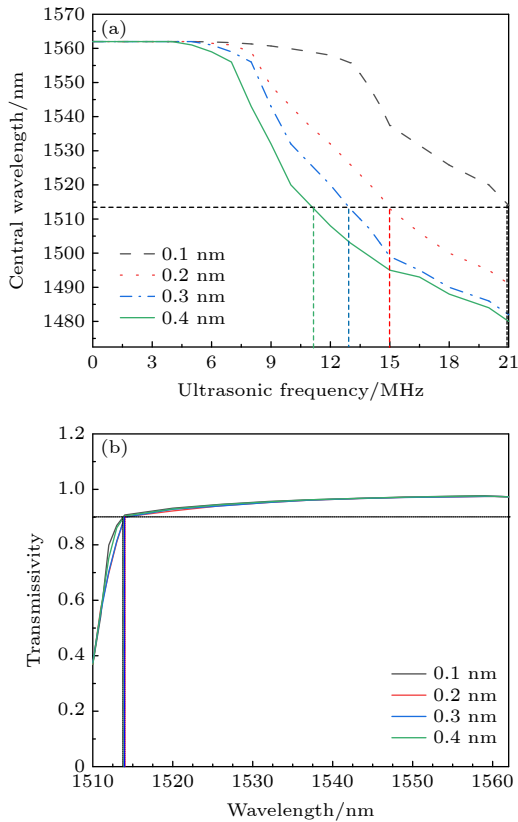 (a)
1560
1550
1540
1530
1520
1510
1500
1490
1480
Central wavelength/nm
0.1 nm
0.2 nm
0.3 nm
0.4 nm
0 3 6 9 12 15 18 21
Ultrasonic frequency/MHz
(b)
1.2
1.0
0.8
0.6
0.4
0.2
0
Transmissivity
0.1 nm
0.2 nm
0.3 nm
0.4 nm
1510 1520 1530 1540 1550 1560
Wavelength/nm